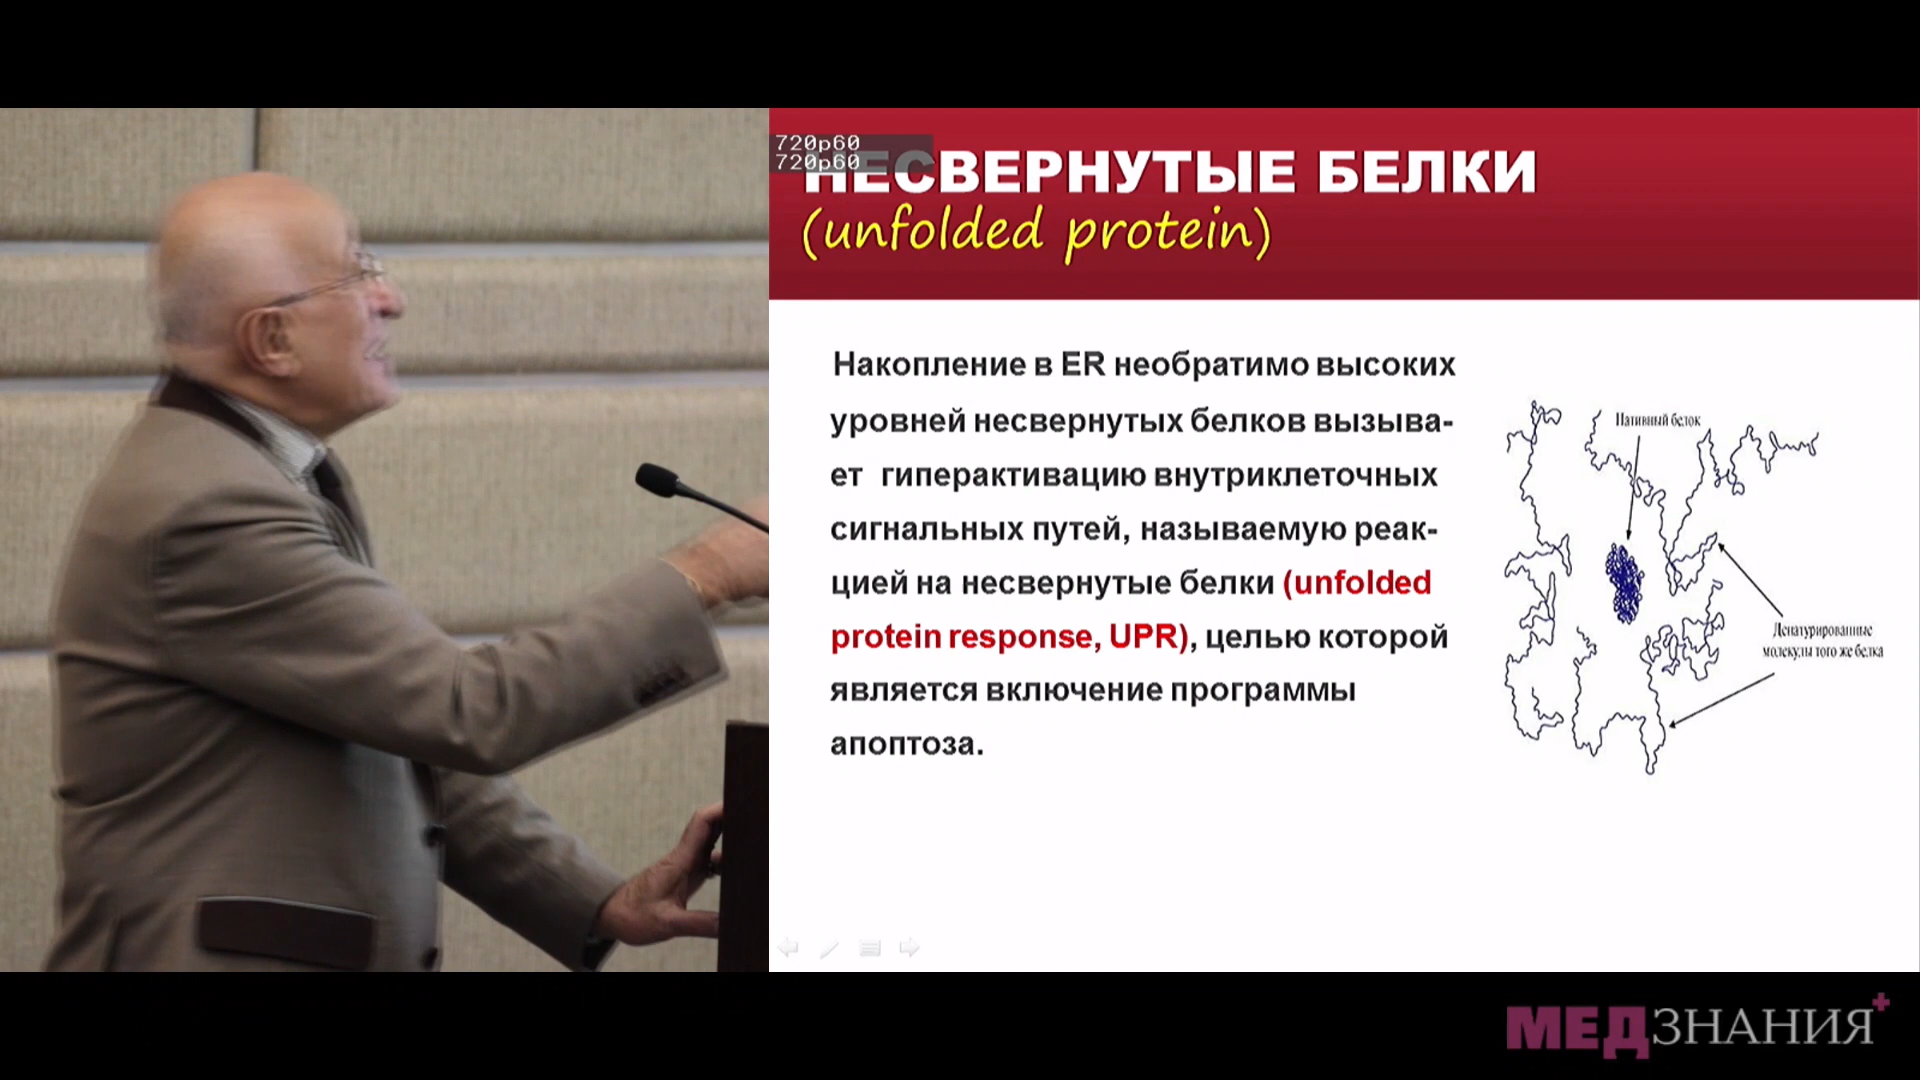 720p60
720p60
НЕСВЕРНУТЫЕ БЕЛКИ
(unfolded protein)
Накопление в ER необратимо высоких
уровней несвернутых белков вызыва-
ет гиперактивацию внутриклеточных
сигнальных путей, называемую реак-
цией на несвернутые белки (unfolded
protein response, UPR), целью которой
является включение программы
апоптоза.
Нативный белок
Денатурированные
молекулы того же белка
МЕДЗНАНИЯ+